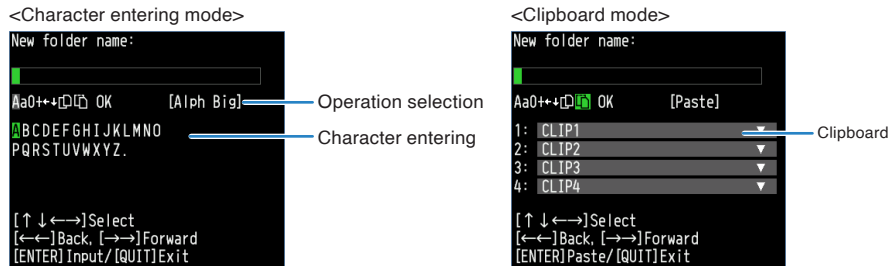 <Character entering mode>
New folder name:
Aa0+←↓ OK [Alph Big]
ABCDEFGHIJKLMNO
PQRSTUVWXYZ.
[↑↓←→]Select
[←←]Back, [→→]Forward
[ENTER]Input/[QUIT]Exit
Operation selection
Character entering
<Clipboard mode>
New folder name:
Aa0+←↓ OK [Paste]
1: CLIP1 ▼
2: CLIP2 ▼
3: CLIP3 ▼
4: CLIP4 ▼
[↑↓←→]Select
[←←]Back, [→→]Forward
[ENTER]Paste/[QUIT]Exit
Clipboard